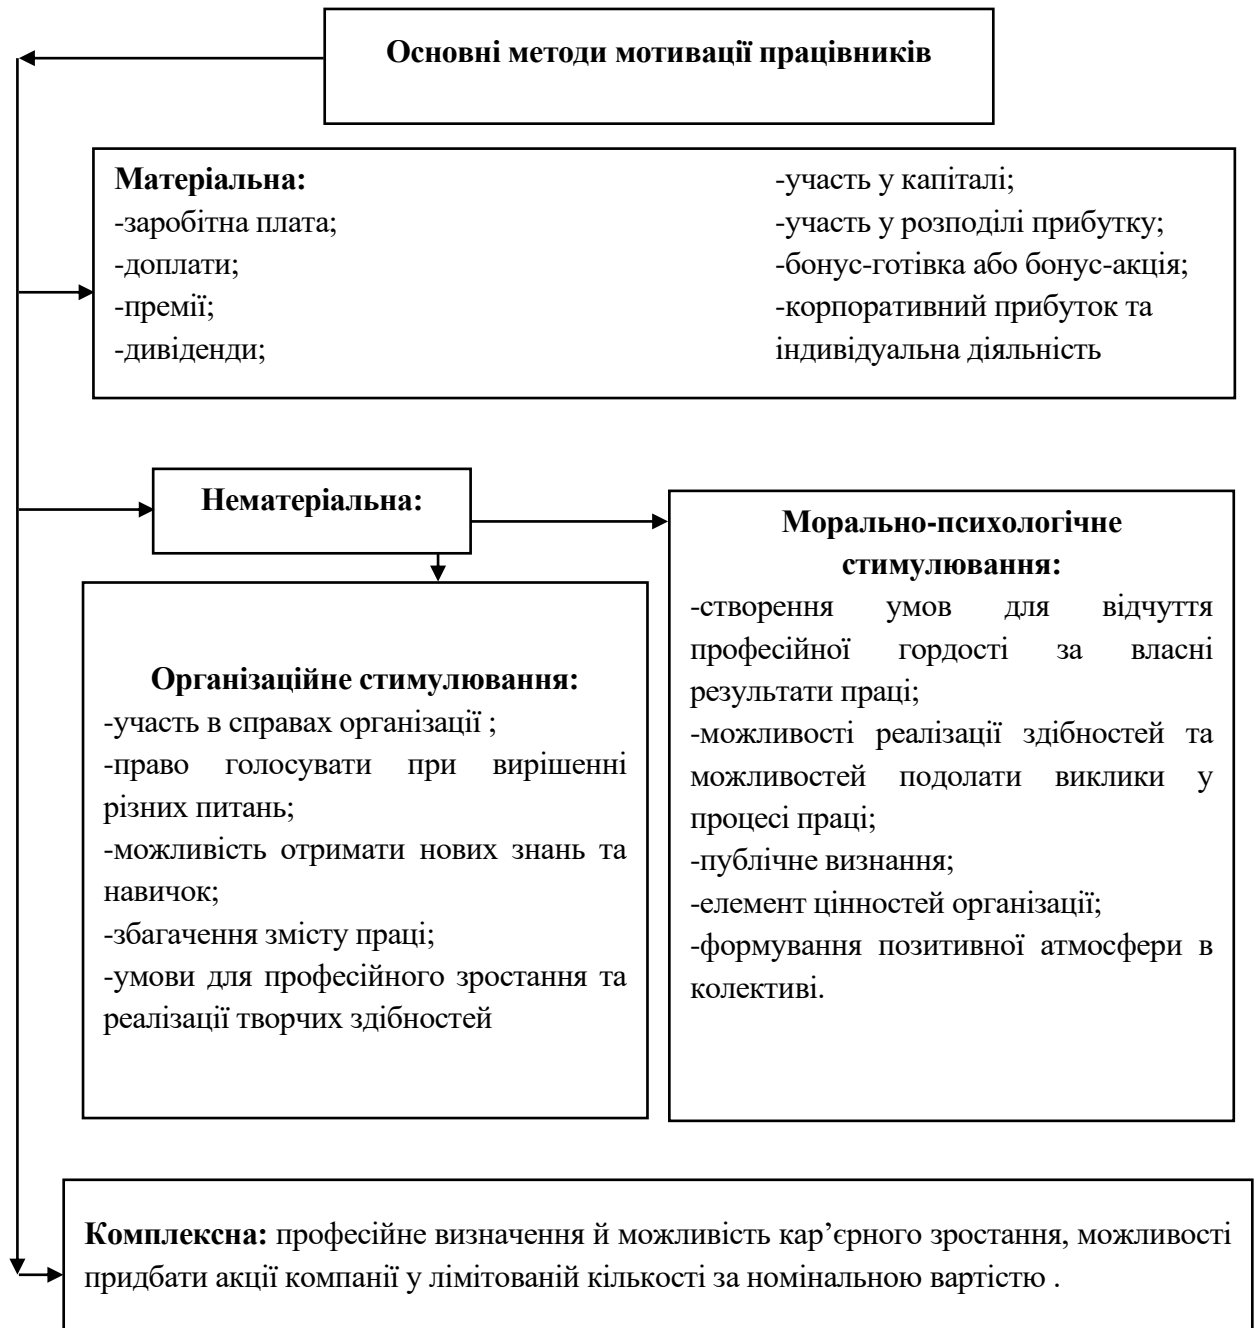 Основні методи мотивації працівників
Матеріальна:
-заробітна плата;
-доплати;
-премії;
-дивіденди;
-участь у капіталі;
-участь у розподілі прибутку;
-бонус-готівка або бонус-акція;
-корпоративний прибуток та
індивідуальна діяльність
Нематеріальна:
Організаційне стимулювання:
-участь в справах організації ;
-право голосувати при вирішенні
різних питань;
-можливість отримати нових знань та
навичок;
-збагачення змісту праці;
-умови для професійного зростання та
реалізації творчих здібностей
Морально-психологічне
стимулювання:
-створення умов для відчуття
професійної гордості за власні
результати праці;
-можливості реалізації здібностей та
можливостей подолати виклики у
процесі праці;
-публічне визнання;
-елемент цінностей організації;
-формування позитивної атмосфери в
колективі.
Комплексна: професійне визначення й можливість кар’єрного зростання, можливості
придбати акції компанії у лімітованій кількості за номінальною вартістю .